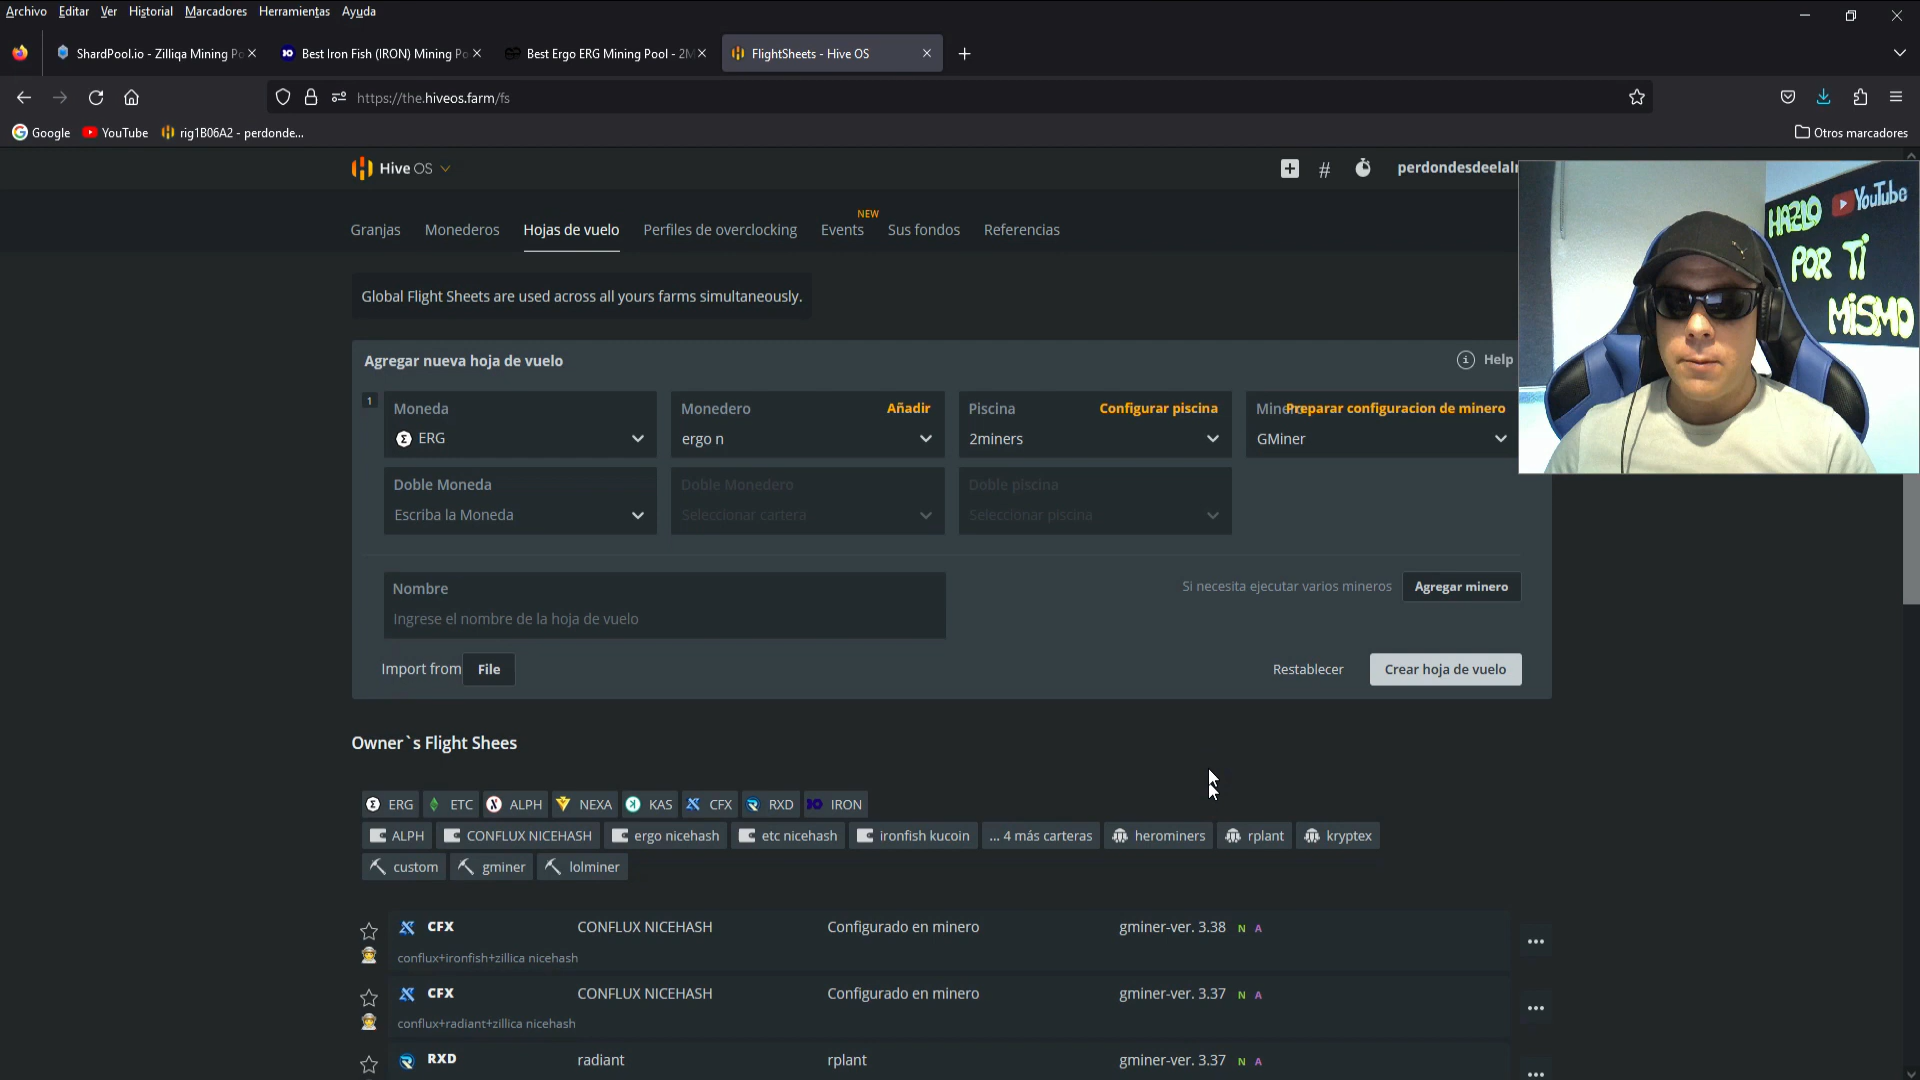 Archivo Editar Ver Historial Marcadores Herramientas Ayuda
ShardPool.io - Zilliqa Mining Po
Best Iron Fish (IRON) Mining Po
Best Ergo ERG Mining Pool - 2M
FlightSheets - Hive OS
https://the.hiveos.farm/fs
Google YouTube rig1B06A2 - perdonde... Otros marcadores
Hive OS # perdondesdeelalm
NEW
Granjas Monederos Hojas de vuelo Perfiles de overclocking Events Sus fondos Referencias
Global Flight Sheets are used across all yours farms simultaneously.
YouTube
HAZLO
POR TÍ
MISMO
Agregar nueva hoja de vuelo Help
1 Moneda Monedero Añadir Piscina Configurar piscina Preparar configuracion de minero
ERG ergo n 2miners GMiner
Doble Moneda Doble Monedero Doble piscina
Escriba la Moneda Seleccionar cartera Seleccionar piscina
Nombre Si necesita ejecutar varios mineros Agregar minero
Ingrese el nombre de la hoja de vuelo
Import from File Restablecer Crear hoja de vuelo
Owner`s Flight Shees
ERG ETC ALPH NEXA KAS CFX RXD IRON
ALPH CONFLUX NICEHASH ergo nicehash etc nicehash ironfish kucoin ... 4 más carteras herominers rplant kryptex
custom gminer lolminer
CFX CONFLUX NICEHASH Configurado en minero gminer-ver. 3.38 N A
conflux+ironfish+zillica nicehash
CFX CONFLUX NICEHASH Configurado en minero gminer-ver. 3.37 N A
conflux+radiant+zillica nicehash
RXD radiant rplant gminer-ver. 3.37 N A